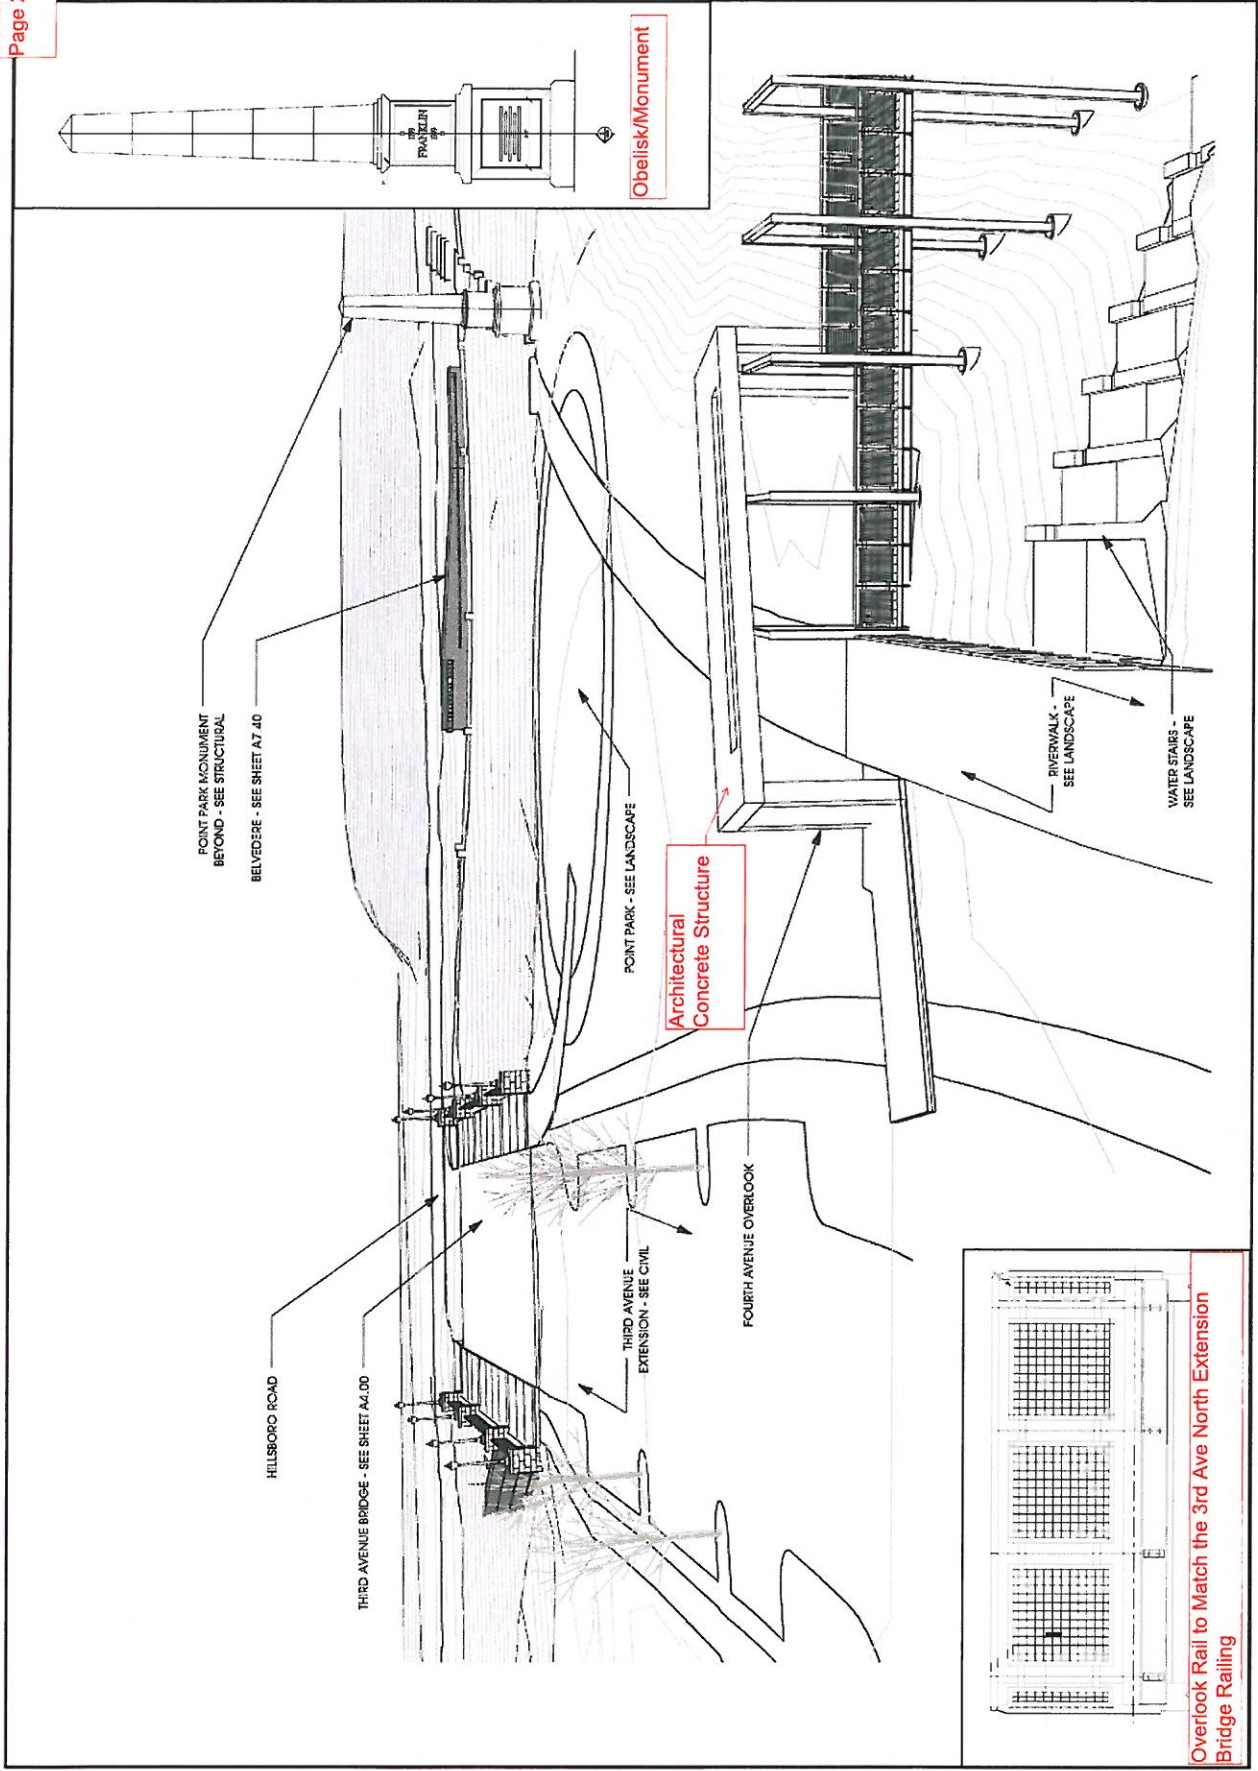 Page
1799
FRANKLIN
1999
Obelisk/Monument
POINT PARK MONUMENT
BEYOND - SEE STRUCTURAL
BELVEDERE - SEE SHEET A7.40
HILLSBORO ROAD
THIRD AVENUE BRIDGE - SEE SHEET A4.00
POINT PARK - SEE LANDSCAPE
Architectural
Concrete Structure
THIRD AVENUE
EXTENSION - SEE CIVIL
FOURTH AVENUE OVERLOOK
RIVERWALK -
SEE LANDSCAPE
WATER STAIRS -
SEE LANDSCAPE
Overlook Rail to Match the 3rd Ave North Extension
Bridge Railing